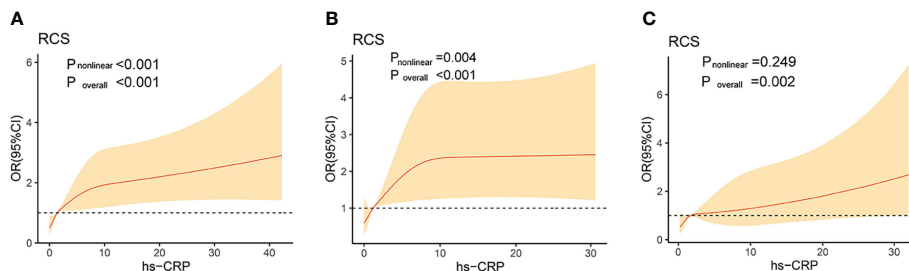 A
RCS
P nonlinear <0.001
P overall <0.001
OR(95%CI)
6
4
2
0
0 10 20 30 40
hs-CRP
B
RCS
P nonlinear =0.004
P overall <0.001
OR(95%CI)
5
4
3
2
1
0 10 20 30
hs-CRP
C
RCS
P nonlinear =0.249
P overall =0.002
OR(95%CI)
6
4
2
1
0
0 10 20 30
hs-CRP